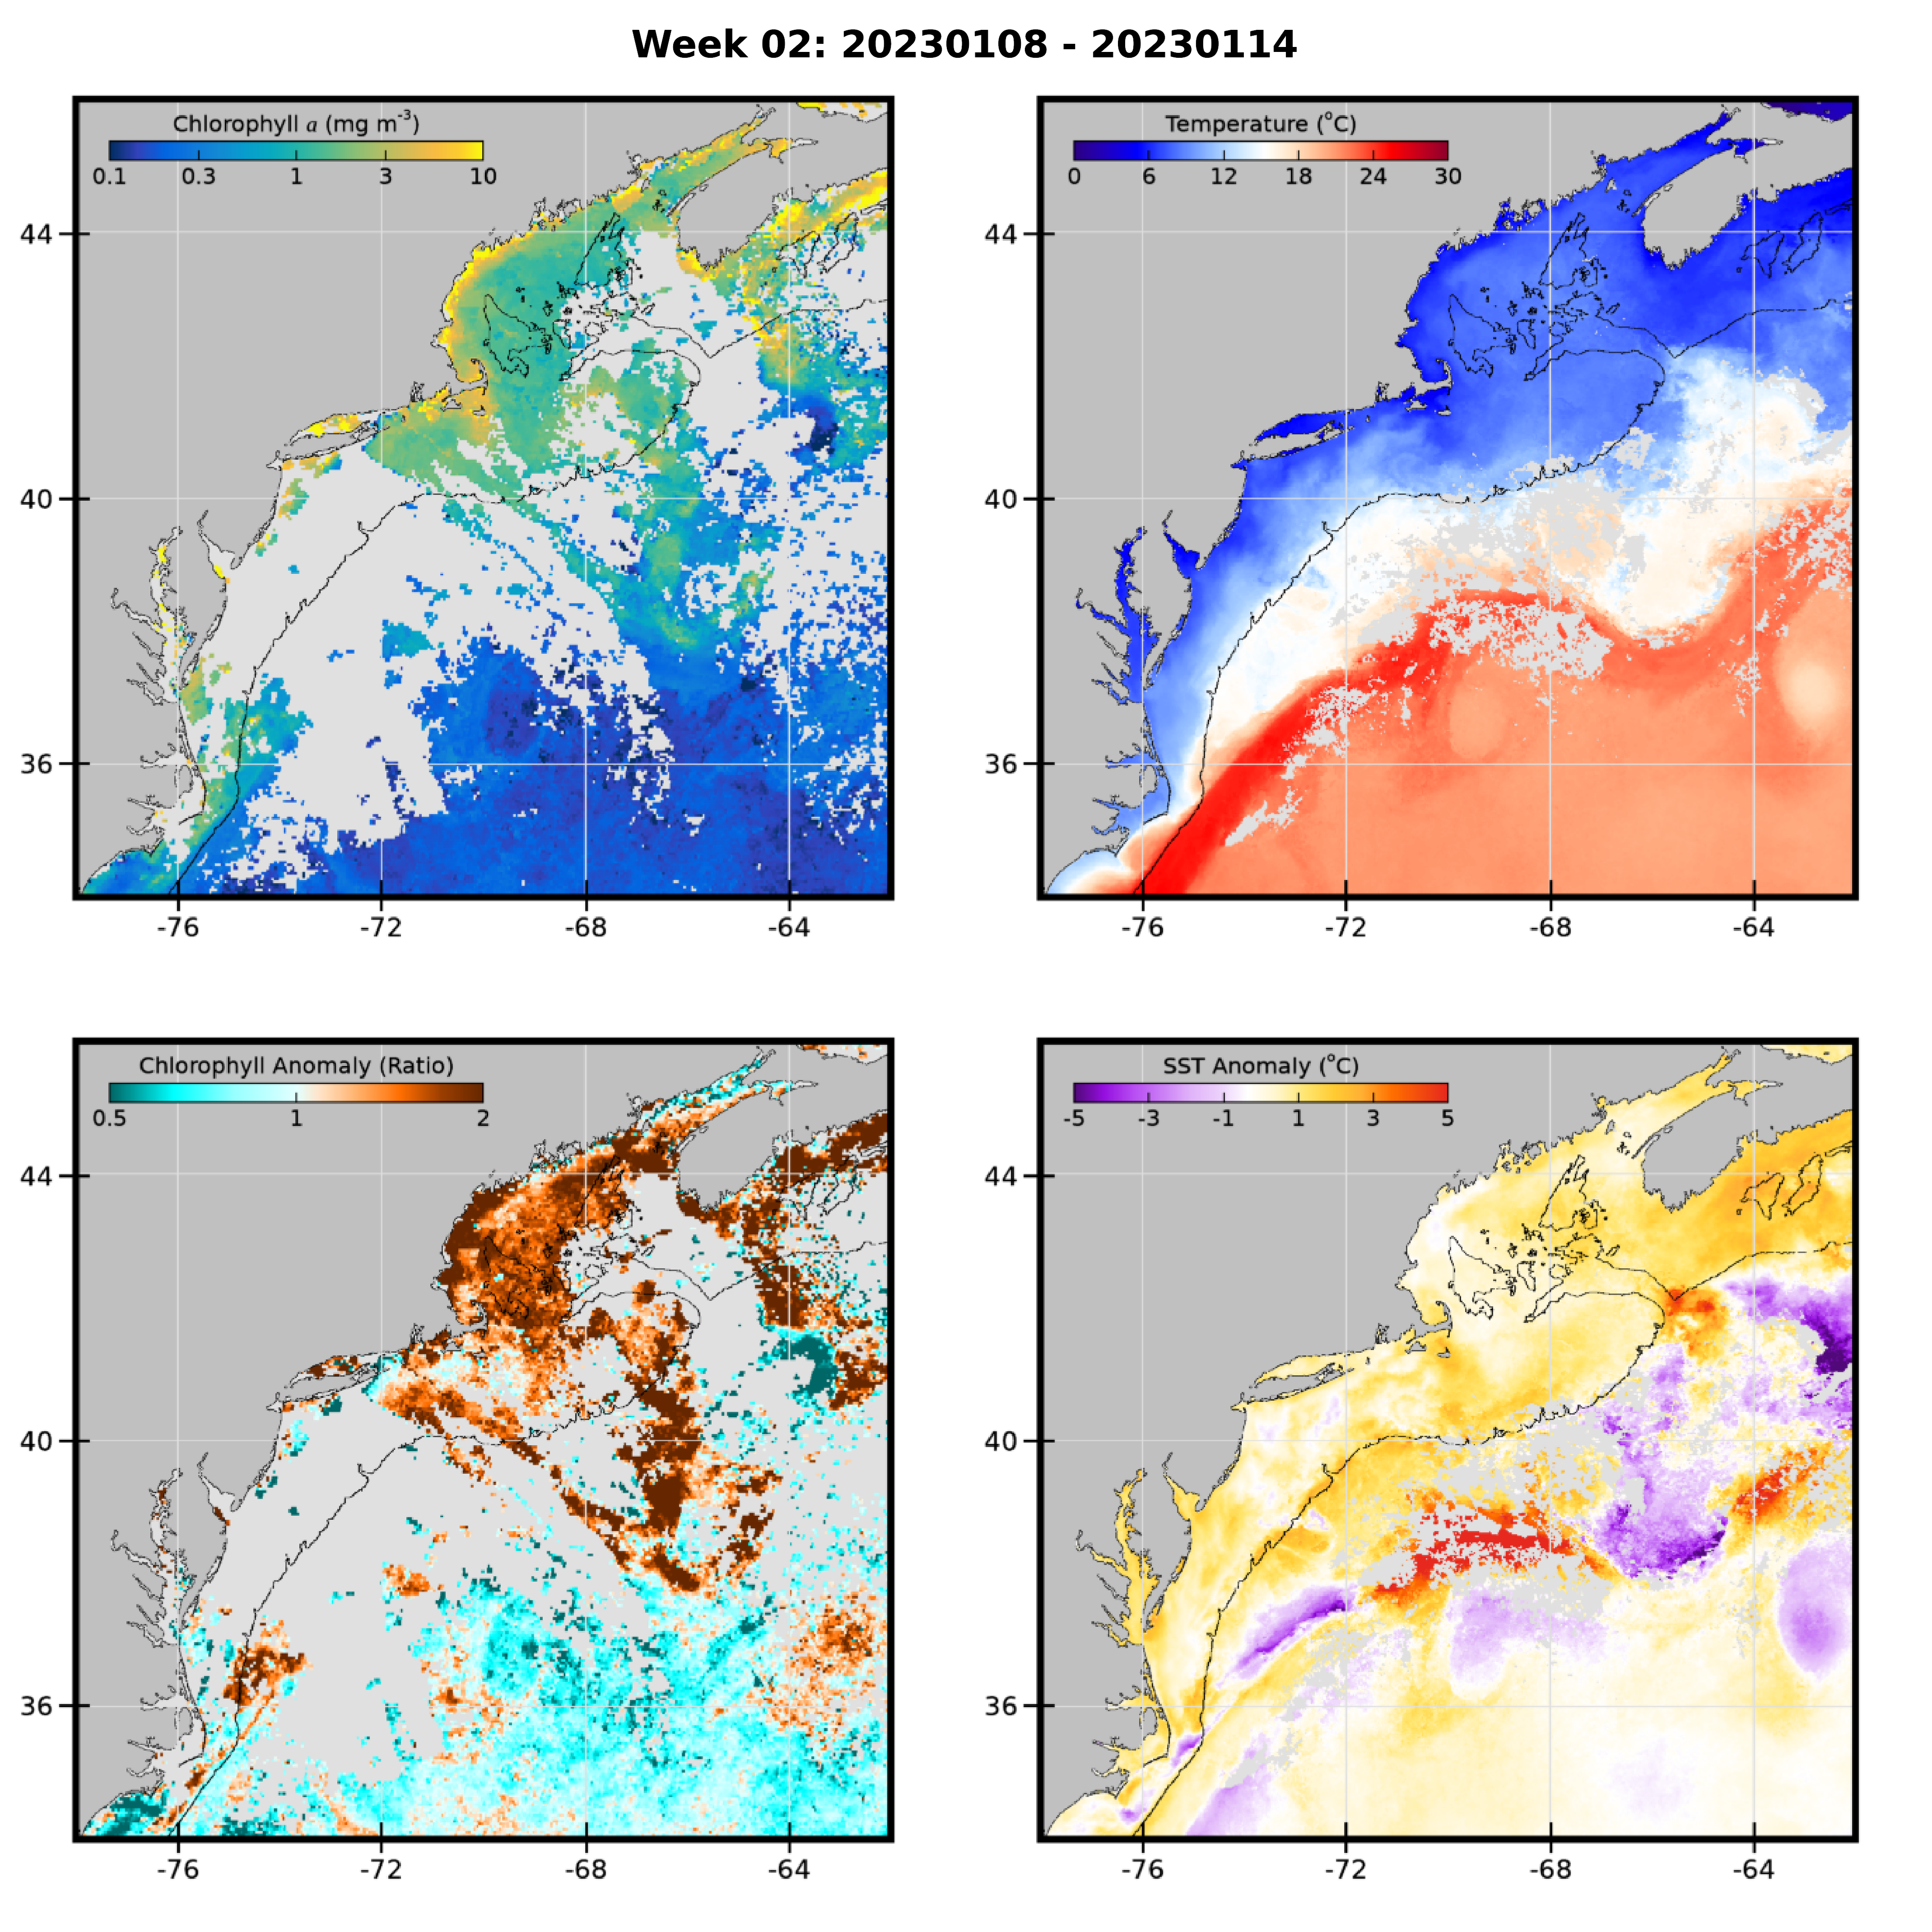 Week 02: 20230108 - 20230114
Chlorophyll a (mg m⁻³)
0.1 0.3 1 3 10
44
40
36
-76 -72 -68 -64
Temperature (°C)
0 6 12 18 24 30
44
40
36
-76 -72 -68 -64
Chlorophyll Anomaly (Ratio)
0.5 1 2
44
40
36
-76 -72 -68 -64
SST Anomaly (°C)
-5 -3 -1 1 3 5
44
40
36
-76 -72 -68 -64